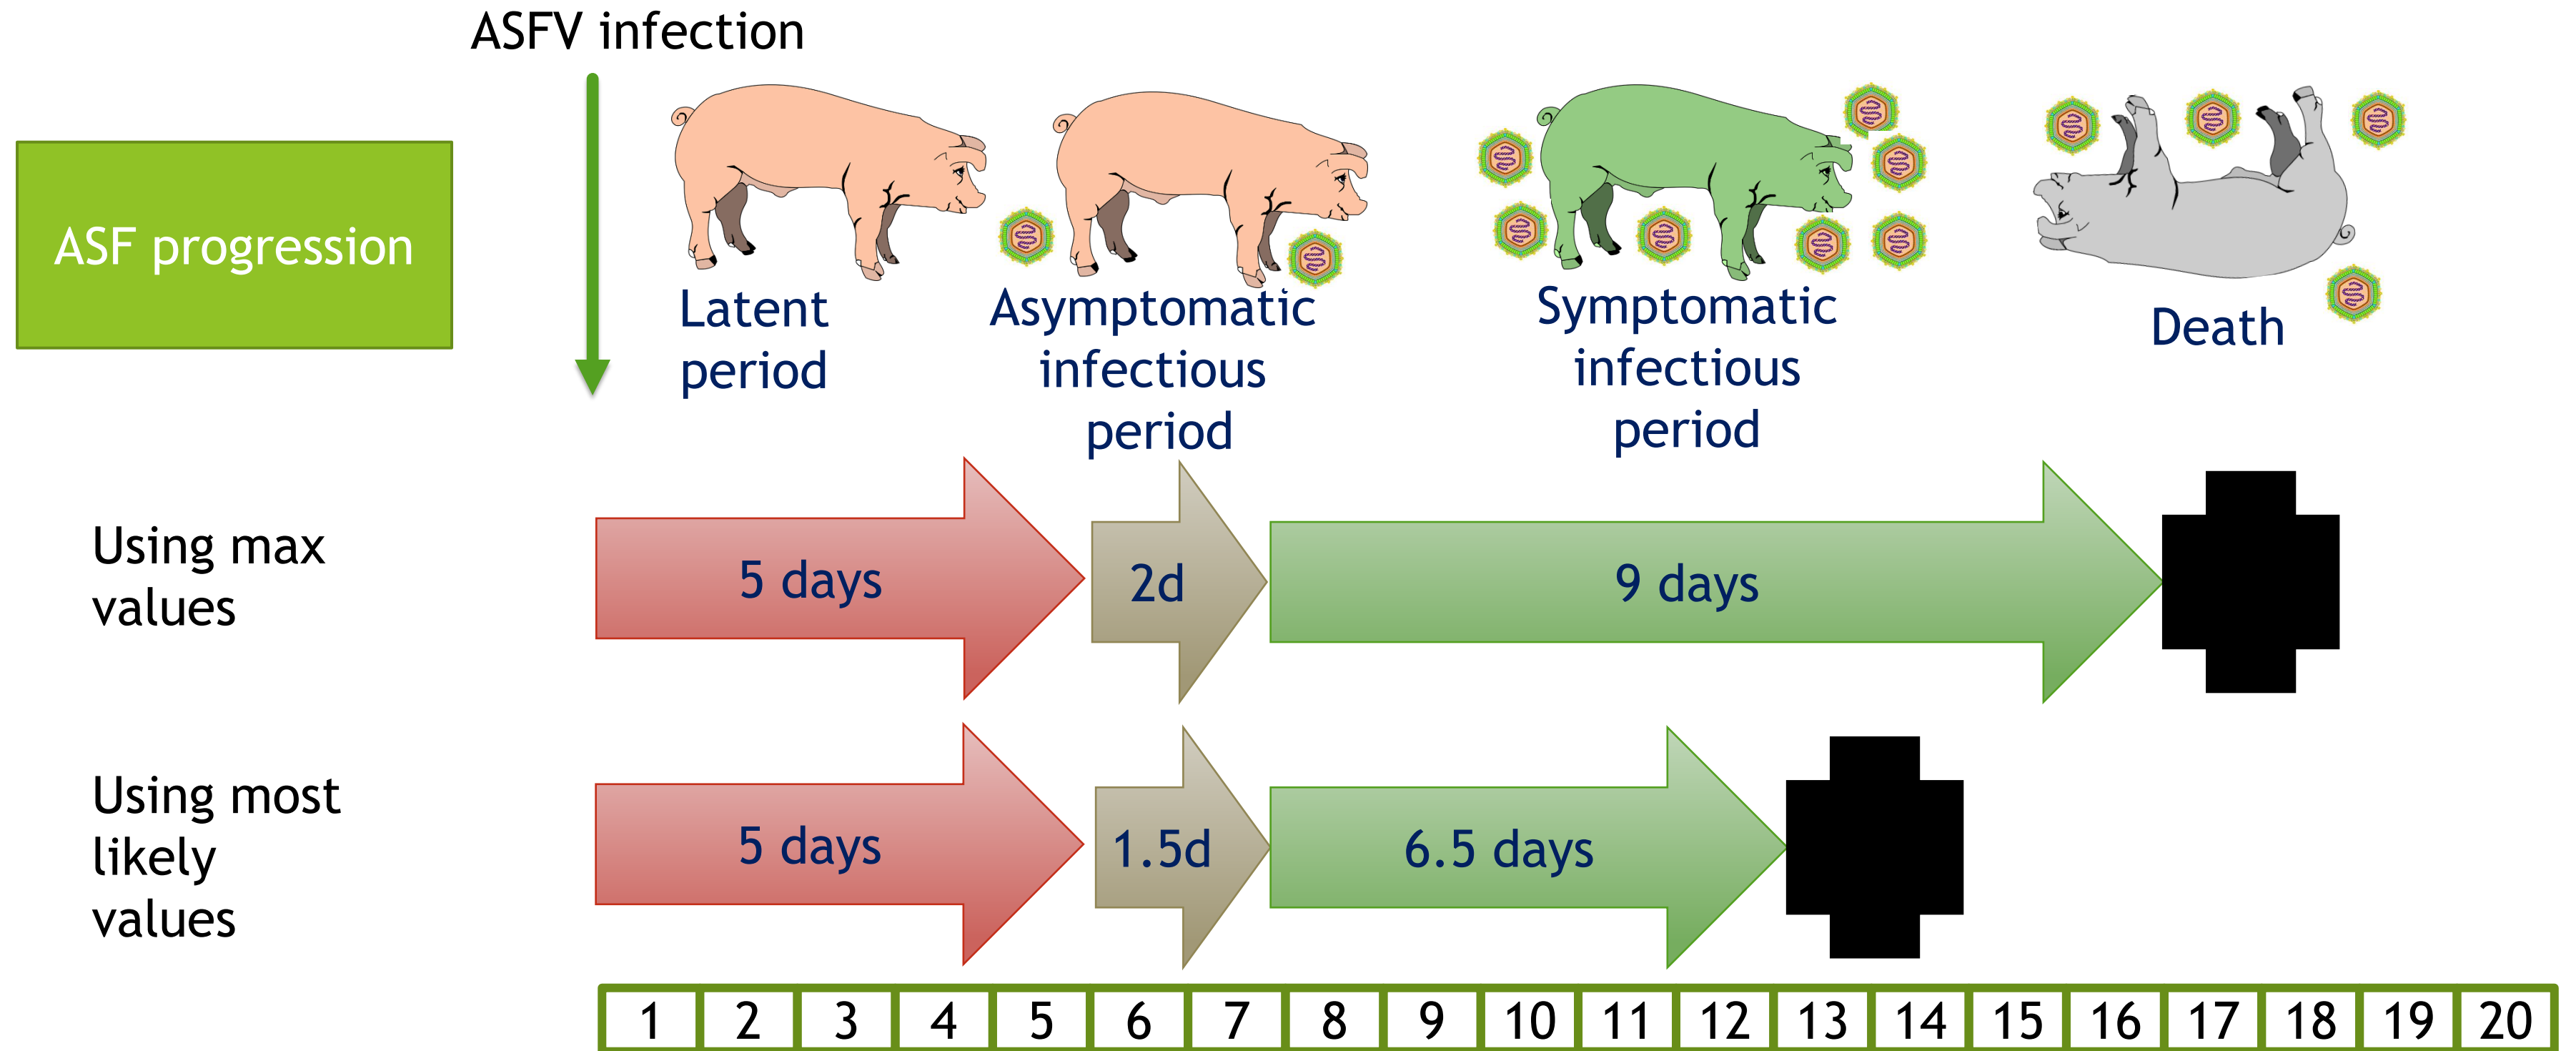 ASFV infection
ASF progression
Latent
period
Asymptomatic
infectious
period
Symptomatic
infectious
period
Death
Using max
values
5 days
2d
9 days
Using most
likely
values
5 days
1.5d
6.5 days
1 2 3 4 5 6 7 8 9 10 11 12 13 14 15 16 17 18 19 20